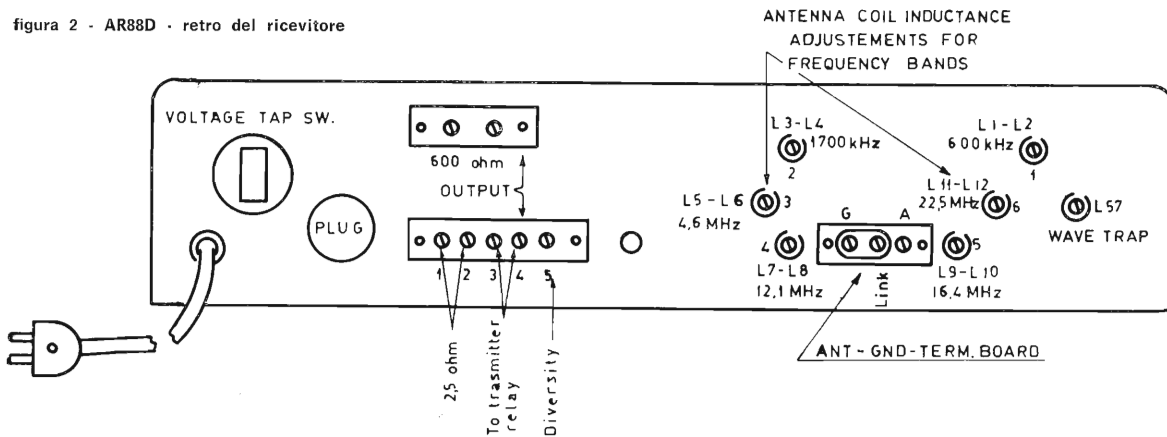 figura 2 - AR88D - retro del ricevitore
ANTENNA COIL INDUCTANCE
ADJUSTEMENTS FOR
FREQUENCY BANDS
VOLTAGE TAP SW.
600 ohm
OUTPUT
PLUG
1 2 3 4 5
2,5 ohm
To trasmitter
relay
Diversity
L3-L4
1700 kHz
2
L1-L2
600 kHz
1
L5-L6
3
4,6 MHz
L11-L12
22,5 MHz
6
L57
WAVE TRAP
G A
4
L7-L8
12,1 MHz
Link
5
L9-L10
16,4 MHz
ANT-GND-TERM. BOARD